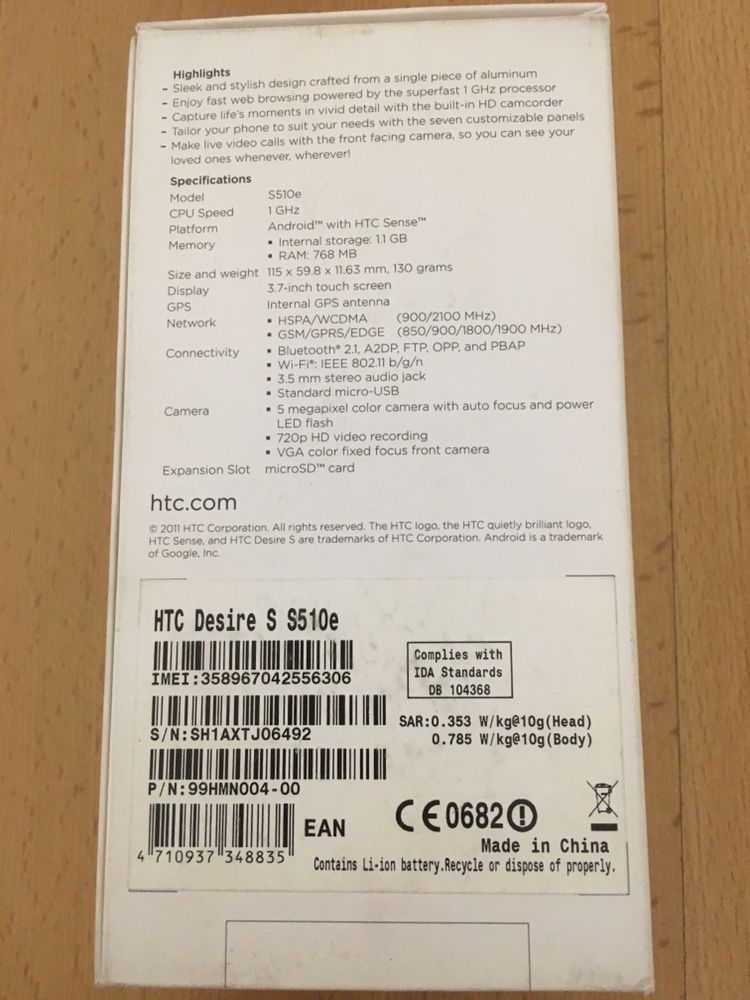 Highlights
- Sleek and stylish design crafted from a single piece of aluminum
- Enjoy fast web browsing powered by the superfast 1 GHz processor
- Capture life's moments in vivid detail with the built-in HD camcorder
- Tailor your phone to suit your needs with the seven customizable panels
- Make live video calls with the front facing camera, so you can see your
loved ones whenever, wherever!
Specifications
Model S510e
CPU Speed 1 GHz
Platform Android™ with HTC Sense™
Memory ▪ Internal storage: 1.1 GB
▪ RAM: 768 MB
Size and weight 115 x 59.8 x 11.63 mm, 130 grams
Display 3.7-inch touch screen
GPS Internal GPS antenna
Network ▪ HSPA/WCDMA (900/2100 MHz)
▪ GSM/GPRS/EDGE (850/900/1800/1900 MHz)
Connectivity ▪ Bluetooth® 2.1, A2DP, FTP, OPP, and PBAP
▪ Wi-Fi®: IEEE 802.11 b/g/n
▪ 3.5 mm stereo audio jack
▪ Standard micro-USB
Camera ▪ 5 megapixel color camera with auto focus and power
LED flash
▪ 720p HD video recording
▪ VGA color fixed focus front camera
Expansion Slot microSD™ card
htc.com
© 2011 HTC Corporation. All rights reserved. The HTC logo, the HTC quietly brilliant logo,
HTC Sense, and HTC Desire S are trademarks of HTC Corporation. Android is a trademark
of Google, Inc.
HTC Desire S S510e
IMEI:358967042556306
Complies with
IDA Standards
DB 104368
S/N:SH1AXTJ06492
SAR:0.353 W/kg@10g(Head)
0.785 W/kg@10g(Body)
P/N:99HMN004-00
EAN
4 710937 348835
CE0682
Made in China
Contains Li-ion battery.Recycle or dispose of properly.